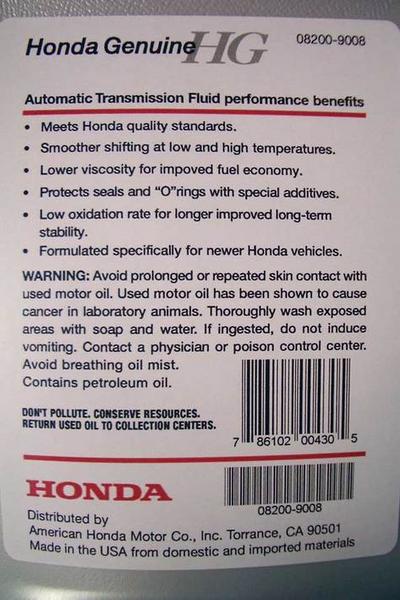 Honda Genuine HG 08200-9008
Automatic Transmission Fluid performance benefits
• Meets Honda quality standards.
• Smoother shifting at low and high temperatures.
• Lower viscosity for impoved fuel economy.
• Protects seals and “O”rings with special additives.
• Low oxidation rate for longer improved long-term
stability.
• Formulated specifically for newer Honda vehicles.
WARNING: Avoid prolonged or repeated skin contact with
used motor oil. Used motor oil has been shown to cause
cancer in laboratory animals. Thoroughly wash exposed
areas with soap and water. If ingested, do not induce
vomiting. Contact a physician or poison control center.
Avoid breathing oil mist.
Contains petroleum oil.
DON'T POLLUTE. CONSERVE RESOURCES.
RETURN USED OIL TO COLLECTION CENTERS.
7 86102 00430 5
HONDA
08200-9008
Distributed by
American Honda Motor Co., Inc. Torrance, CA 90501
Made in the USA from domestic and imported materials